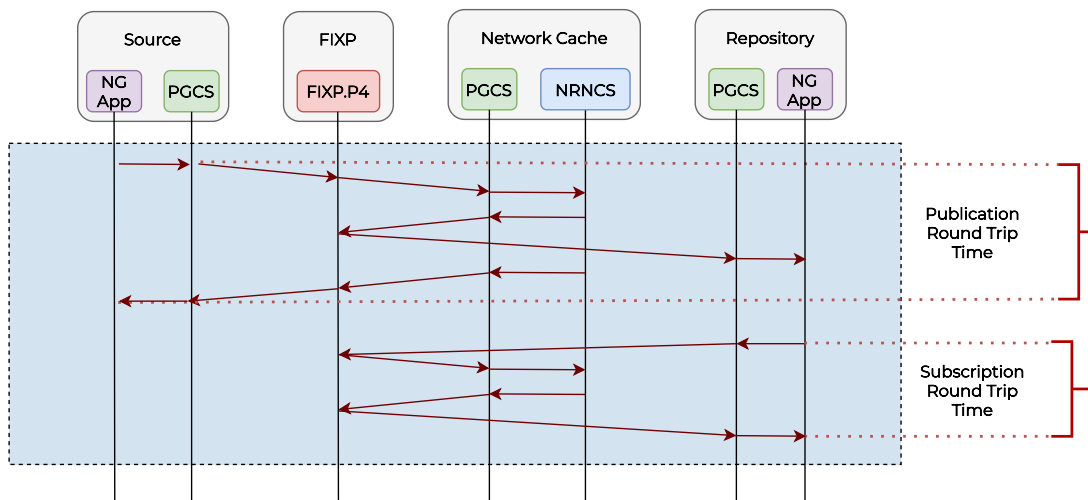 Source
FIXP
Network Cache
Repository
NG
App
PGCS
FIXP.P4
PGCS
NRNCS
PGCS
NG
App
Publication
Round Trip
Time
Subscription
Round Trip
Time